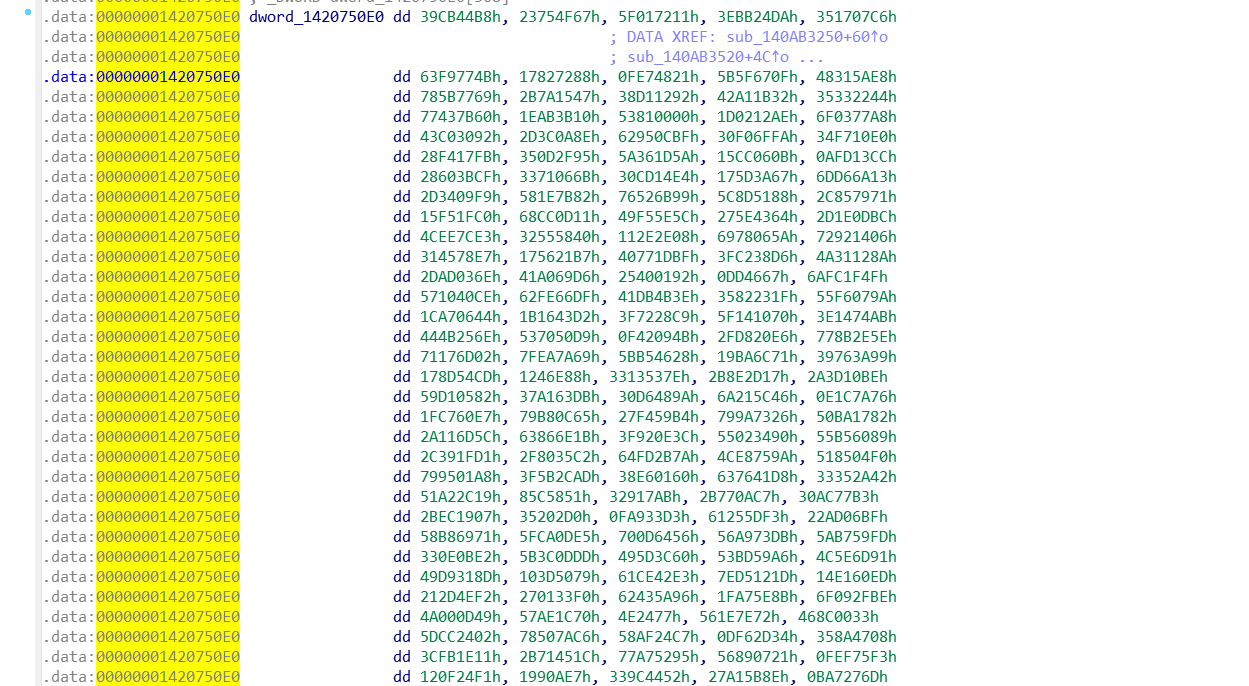 .data:00000001420750E0 dword_1420750E0 dd 39CB44B8h, 23754F67h, 5F017211h, 3EBB24DAh, 351707C6h
.data:00000001420750E0 ; DATA XREF: sub_140AB3250+60↑o
.data:00000001420750E0 ; sub_140AB3520+4C↑o ...
.data:00000001420750E0 dd 63F9774Bh, 17827288h, 0FE74821h, 5B5F670Fh, 48315AE8h
.data:00000001420750E0 dd 785B7769h, 2B7A1547h, 38D11292h, 42A11B32h, 35332244h
.data:00000001420750E0 dd 77437B60h, 1EAB3B10h, 53810000h, 1D0212AEh, 6F0377A8h
.data:00000001420750E0 dd 43C03092h, 2D3C0A8Eh, 62950CBFh, 30F06FFAh, 34F710E0h
.data:00000001420750E0 dd 28F417FBh, 350D2F95h, 5A361D5Ah, 15CC060Bh, 0AFD13CCh
.data:00000001420750E0 dd 28603BCFh, 3371066Bh, 30CD14E4h, 175D3A67h, 6DD66A13h
.data:00000001420750E0 dd 2D3409F9h, 581E7B82h, 76526B99h, 5C8D5188h, 2C857971h
.data:00000001420750E0 dd 15F51FC0h, 68CC0D11h, 49F55E5Ch, 275E4364h, 2D1E0DBCh
.data:00000001420750E0 dd 4CEE7CE3h, 32555840h, 112E2E08h, 6978065Ah, 72921406h
.data:00000001420750E0 dd 314578E7h, 175621B7h, 40771DBFh, 3FC238D6h, 4A31128Ah
.data:00000001420750E0 dd 2DAD036Eh, 41A069D6h, 25400192h, 0DD4667h, 6AFC1F4Fh
.data:00000001420750E0 dd 571040CEh, 62FE66DFh, 41DB4B3Eh, 3582231Fh, 55F6079Ah
.data:00000001420750E0 dd 1CA70644h, 1B1643D2h, 3F7228C9h, 5F141070h, 3E1474ABh
.data:00000001420750E0 dd 444B256Eh, 537050D9h, 0F42094Bh, 2FD820E6h, 778B2E5Eh
.data:00000001420750E0 dd 71176D02h, 7FEA7A69h, 5BB54628h, 19BA6C71h, 39763A99h
.data:00000001420750E0 dd 178D54CDh, 1246E88h, 3313537Eh, 2B8E2D17h, 2A3D10BEh
.data:00000001420750E0 dd 59D10582h, 37A163DBh, 30D6489Ah, 6A215C46h, 0E1C7A76h
.data:00000001420750E0 dd 1FC760E7h, 79B80C65h, 27F459B4h, 799A7326h, 50BA1782h
.data:00000001420750E0 dd 2A116D5Ch, 63866E1Bh, 3F920E3Ch, 55023490h, 55B56089h
.data:00000001420750E0 dd 2C391FD1h, 2F8035C2h, 64FD2B7Ah, 4CE8759Ah, 518504F0h
.data:00000001420750E0 dd 799501A8h, 3F5B2CADh, 38E60160h, 637641D8h, 33352A42h
.data:00000001420750E0 dd 51A22C19h, 85C5851h, 32917ABh, 2B770AC7h, 30AC77B3h
.data:00000001420750E0 dd 2BEC1907h, 35202D0h, 0FA933D3h, 61255DF3h, 22AD06BFh
.data:00000001420750E0 dd 58B86971h, 5FCA0DE5h, 700D6456h, 56A973DBh, 5AB759FDh
.data:00000001420750E0 dd 330E0BE2h, 5B3C0DDDh, 495D3C60h, 53BD59A6h, 4C5E6D91h
.data:00000001420750E0 dd 49D9318Dh, 103D5079h, 61CE42E3h, 7ED5121Dh, 14E160EDh
.data:00000001420750E0 dd 212D4EF2h, 270133F0h, 62435A96h, 1FA75E8Bh, 6F092FBEh
.data:00000001420750E0 dd 4A000D49h, 57AE1C70h, 4E2477h, 561E7E72h, 468C0033h
.data:00000001420750E0 dd 5DCC2402h, 78507AC6h, 58AF24C7h, 0DF62D34h, 358A4708h
.data:00000001420750E0 dd 3CFB1E11h, 2B71451Ch, 77A75295h, 56890721h, 0FEF75F3h
.data:00000001420750E0 dd 120F24F1h, 1990AE7h, 339C4452h, 27A15B8Eh, 0BA7276Dh